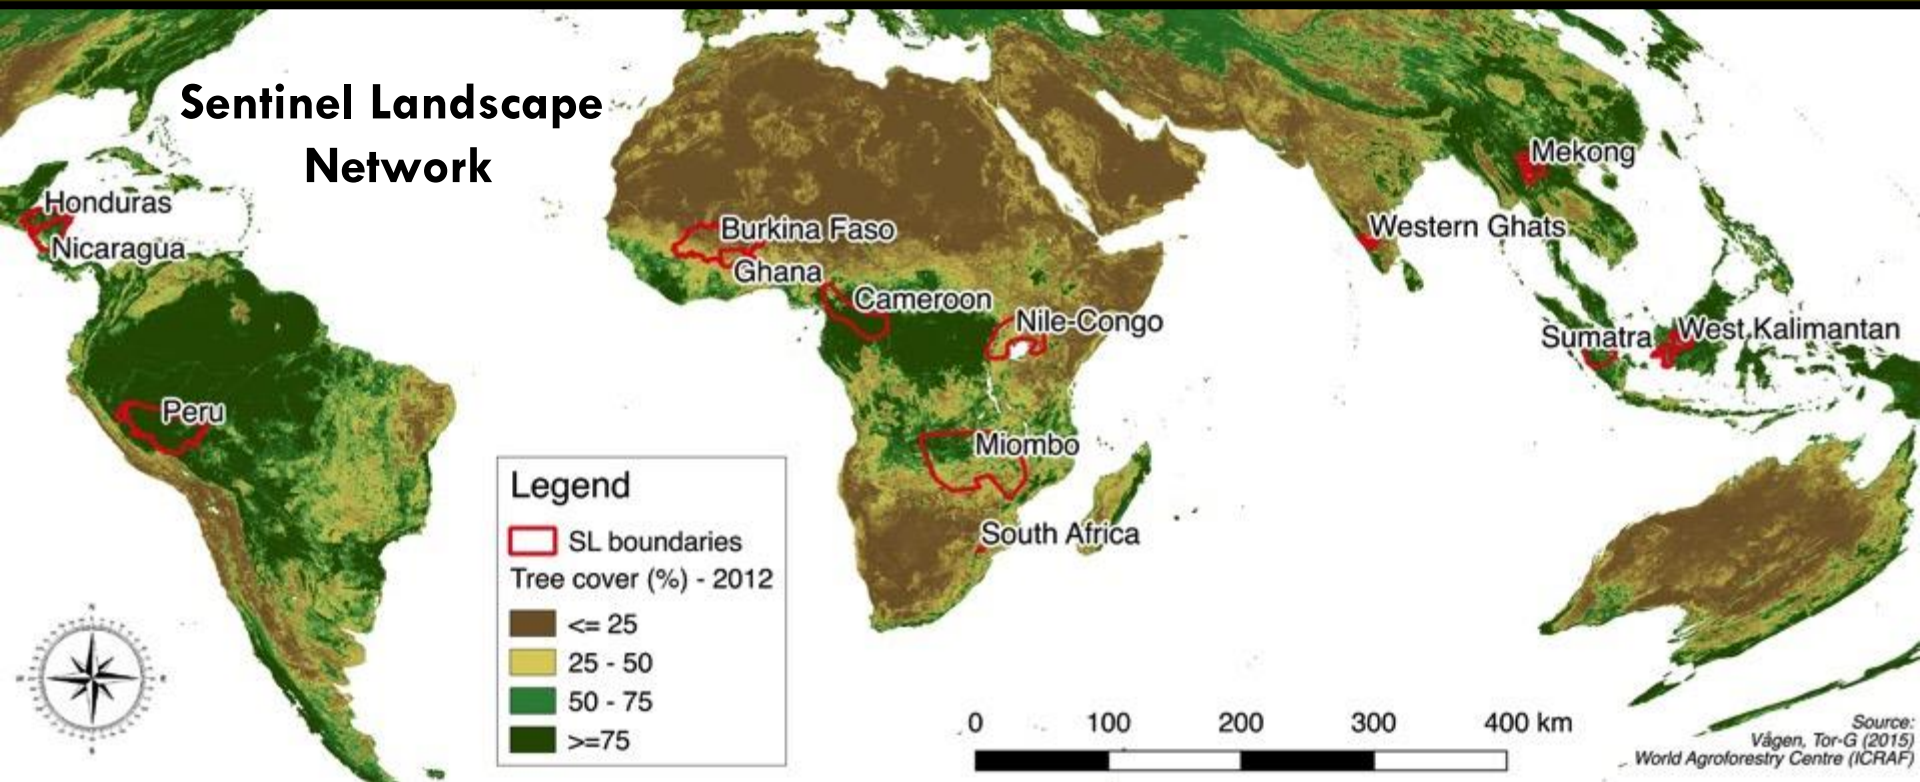 Sentinel Landscape
Network
Honduras
Nicaragua
Peru
Burkina Faso
Ghana
Cameroon
Nile-Congo
Miombo
South Africa
Western Ghats
Mekong
Sumatra
West Kalimantan
Legend
SL boundaries
Tree cover (%) - 2012
<= 25
25 - 50
50 - 75
>=75
0 100 200 300 400 km
Source:
Vågen, Tor-G (2015)
World Agroforestry Centre (ICRAF)